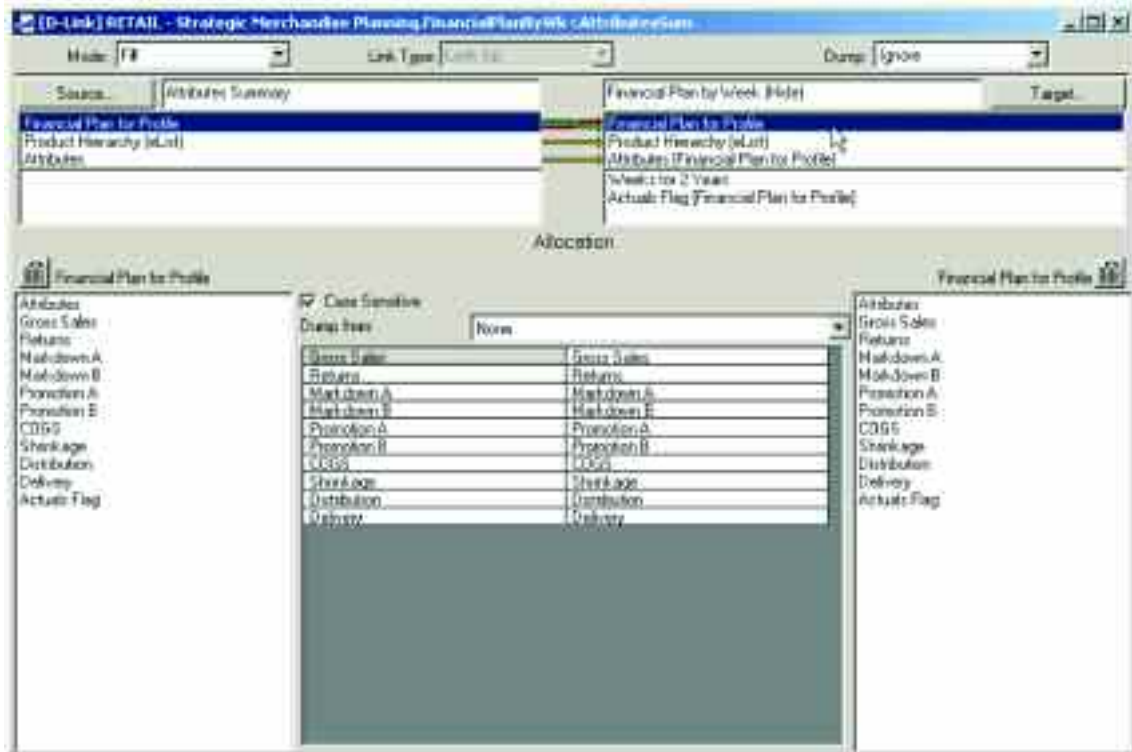 [D-Link] RETAIL - Strategic Merchandise Planning.FinancialPlanByWk
Mode: Fill Link Type Dump: Ignore
Source... Attributes Summary Financial Plan by Week (Hide) Target...
Financial Plan for Profile Financial Plan for Profile
Product Hierarchy (eList) Product Hierarchy (eList)
Attributes Attributes [Financial Plan for Profile]
Weeks for 2 Years
Actuals Flag [Financial Plan for Profile]
Allocation
Financial Plan for Profile Financial Plan for Profile
Attributes Case Sensitive Attributes
Gross Sales Dump Item None Gross Sales
Returns Gross Sales Gross Sales Returns
Markdown A Returns Returns Markdown A
Markdown B Markdown A Markdown A Markdown B
Promotion A Markdown B Markdown B Promotion A
Promotion B Promotion A Promotion A Promotion B
COGS Promotion B Promotion B COGS
Shrinkage COGS COGS Shrinkage
Distribution Shrinkage Shrinkage Distribution
Delivery Distribution Distribution Delivery
Actuals Flag Delivery Delivery Actuals Flag